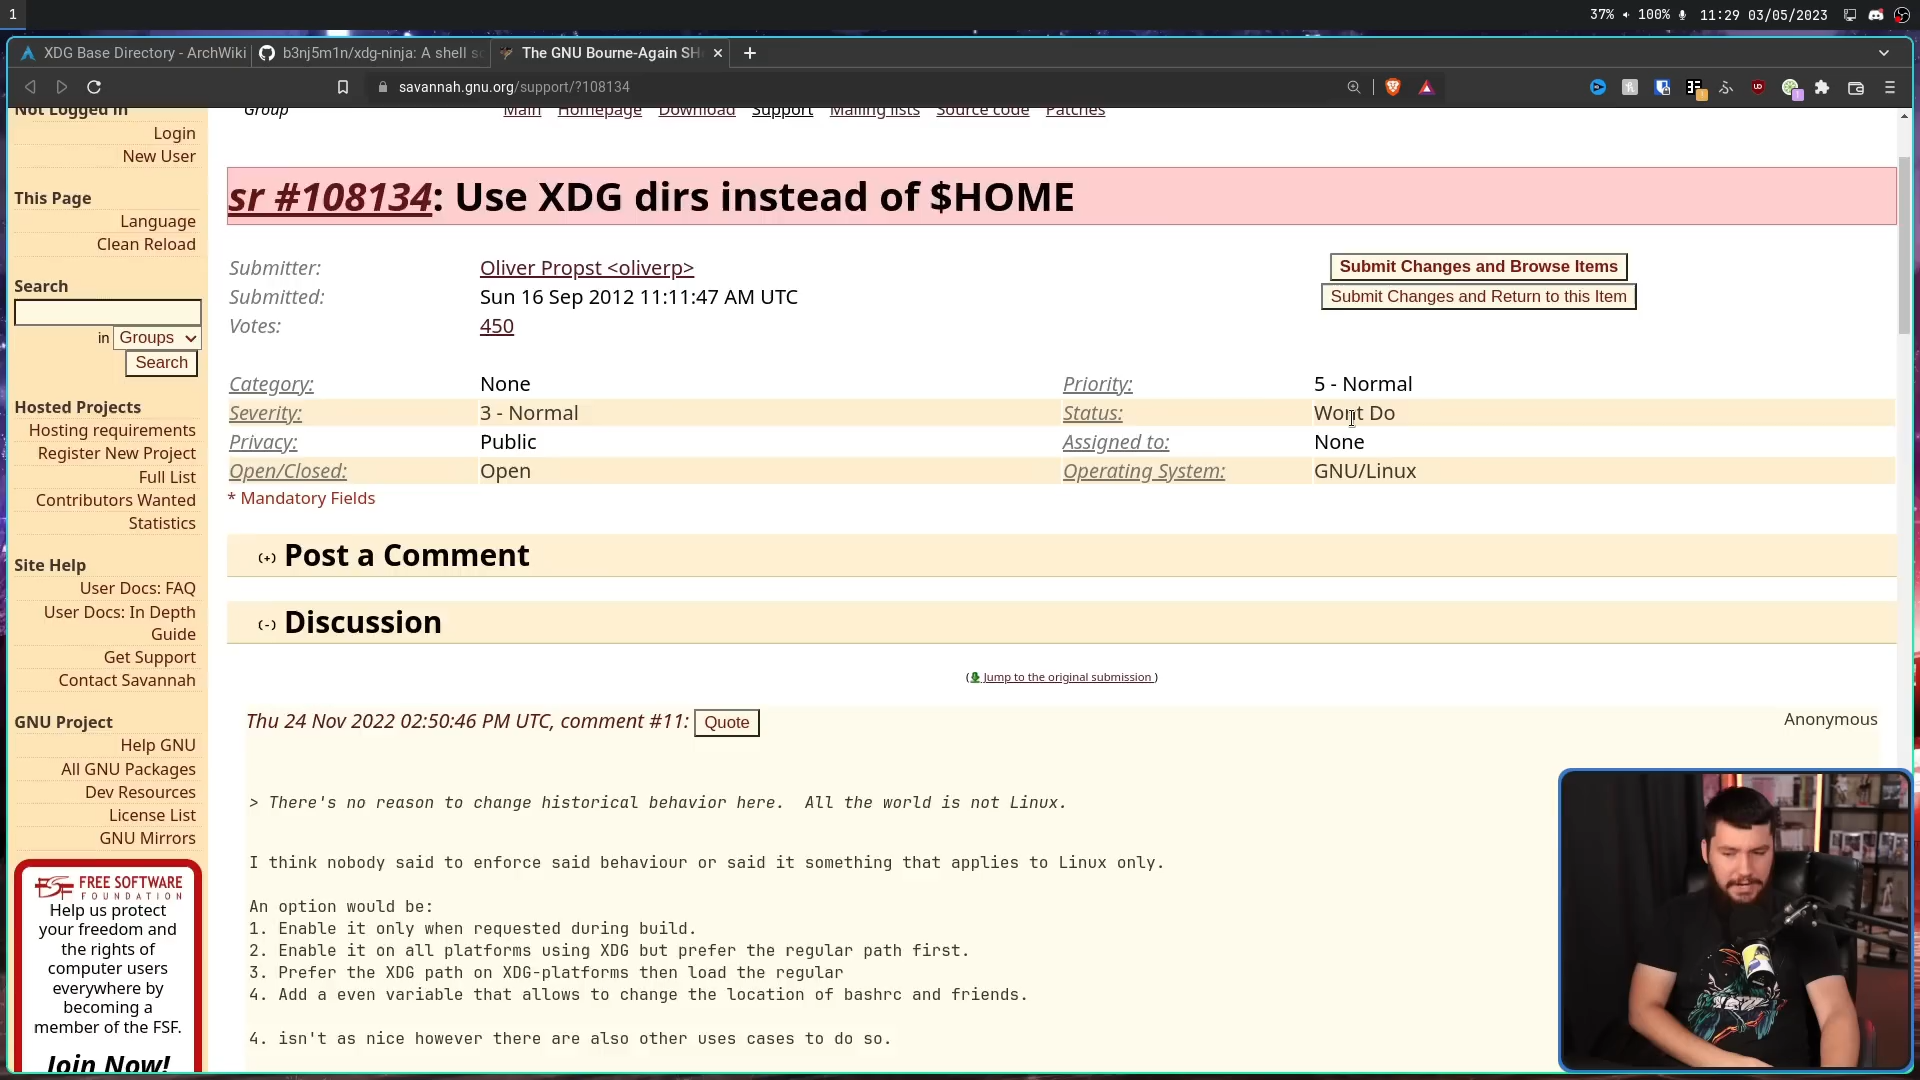 1
37% 100% 11:29 03/05/2023
XDG Base Directory - ArchWiki
b3nj5m1n/xdg-ninja: A shell sc
The GNU Bourne-Again SH
savannah.gnu.org/support/?108134
Not Logged in
Login
New User
This Page
Language
Clean Reload
Search
in Groups
Search
Hosted Projects
Hosting requirements
Register New Project
Full List
Contributors Wanted
Statistics
Site Help
User Docs: FAQ
User Docs: In Depth
Guide
Get Support
Contact Savannah
GNU Project
Help GNU
All GNU Packages
Dev Resources
License List
GNU Mirrors
FREE SOFTWARE
FOUNDATION
Help us protect
your freedom and
the rights of
computer users
everywhere by
becoming a
member of the FSF.
Join Now!
Group Main Homepage Download Support Mailing lists Source code Patches
sr #108134: Use XDG dirs instead of $HOME
Submitter: Oliver Propst <oliverp>
Submitted: Sun 16 Sep 2012 11:11:47 AM UTC
Votes: 450
Submit Changes and Browse Items
Submit Changes and Return to this Item
Category: None Priority: 5 - Normal
Severity: 3 - Normal Status: Wont Do
Privacy: Public Assigned to: None
Open/Closed: Open Operating System: GNU/Linux
* Mandatory Fields
(+) Post a Comment
(-) Discussion
( Jump to the original submission )
Thu 24 Nov 2022 02:50:46 PM UTC, comment #11: Quote Anonymous
> There's no reason to change historical behavior here.  All the world is not Linux.
I think nobody said to enforce said behaviour or said it something that applies to Linux only.
An option would be:
1. Enable it only when requested during build.
2. Enable it on all platforms using XDG but prefer the regular path first.
3. Prefer the XDG path on XDG-platforms then load the regular
4. Add a even variable that allows to change the location of bashrc and friends.
4. isn't as nice however there are also other uses cases to do so.